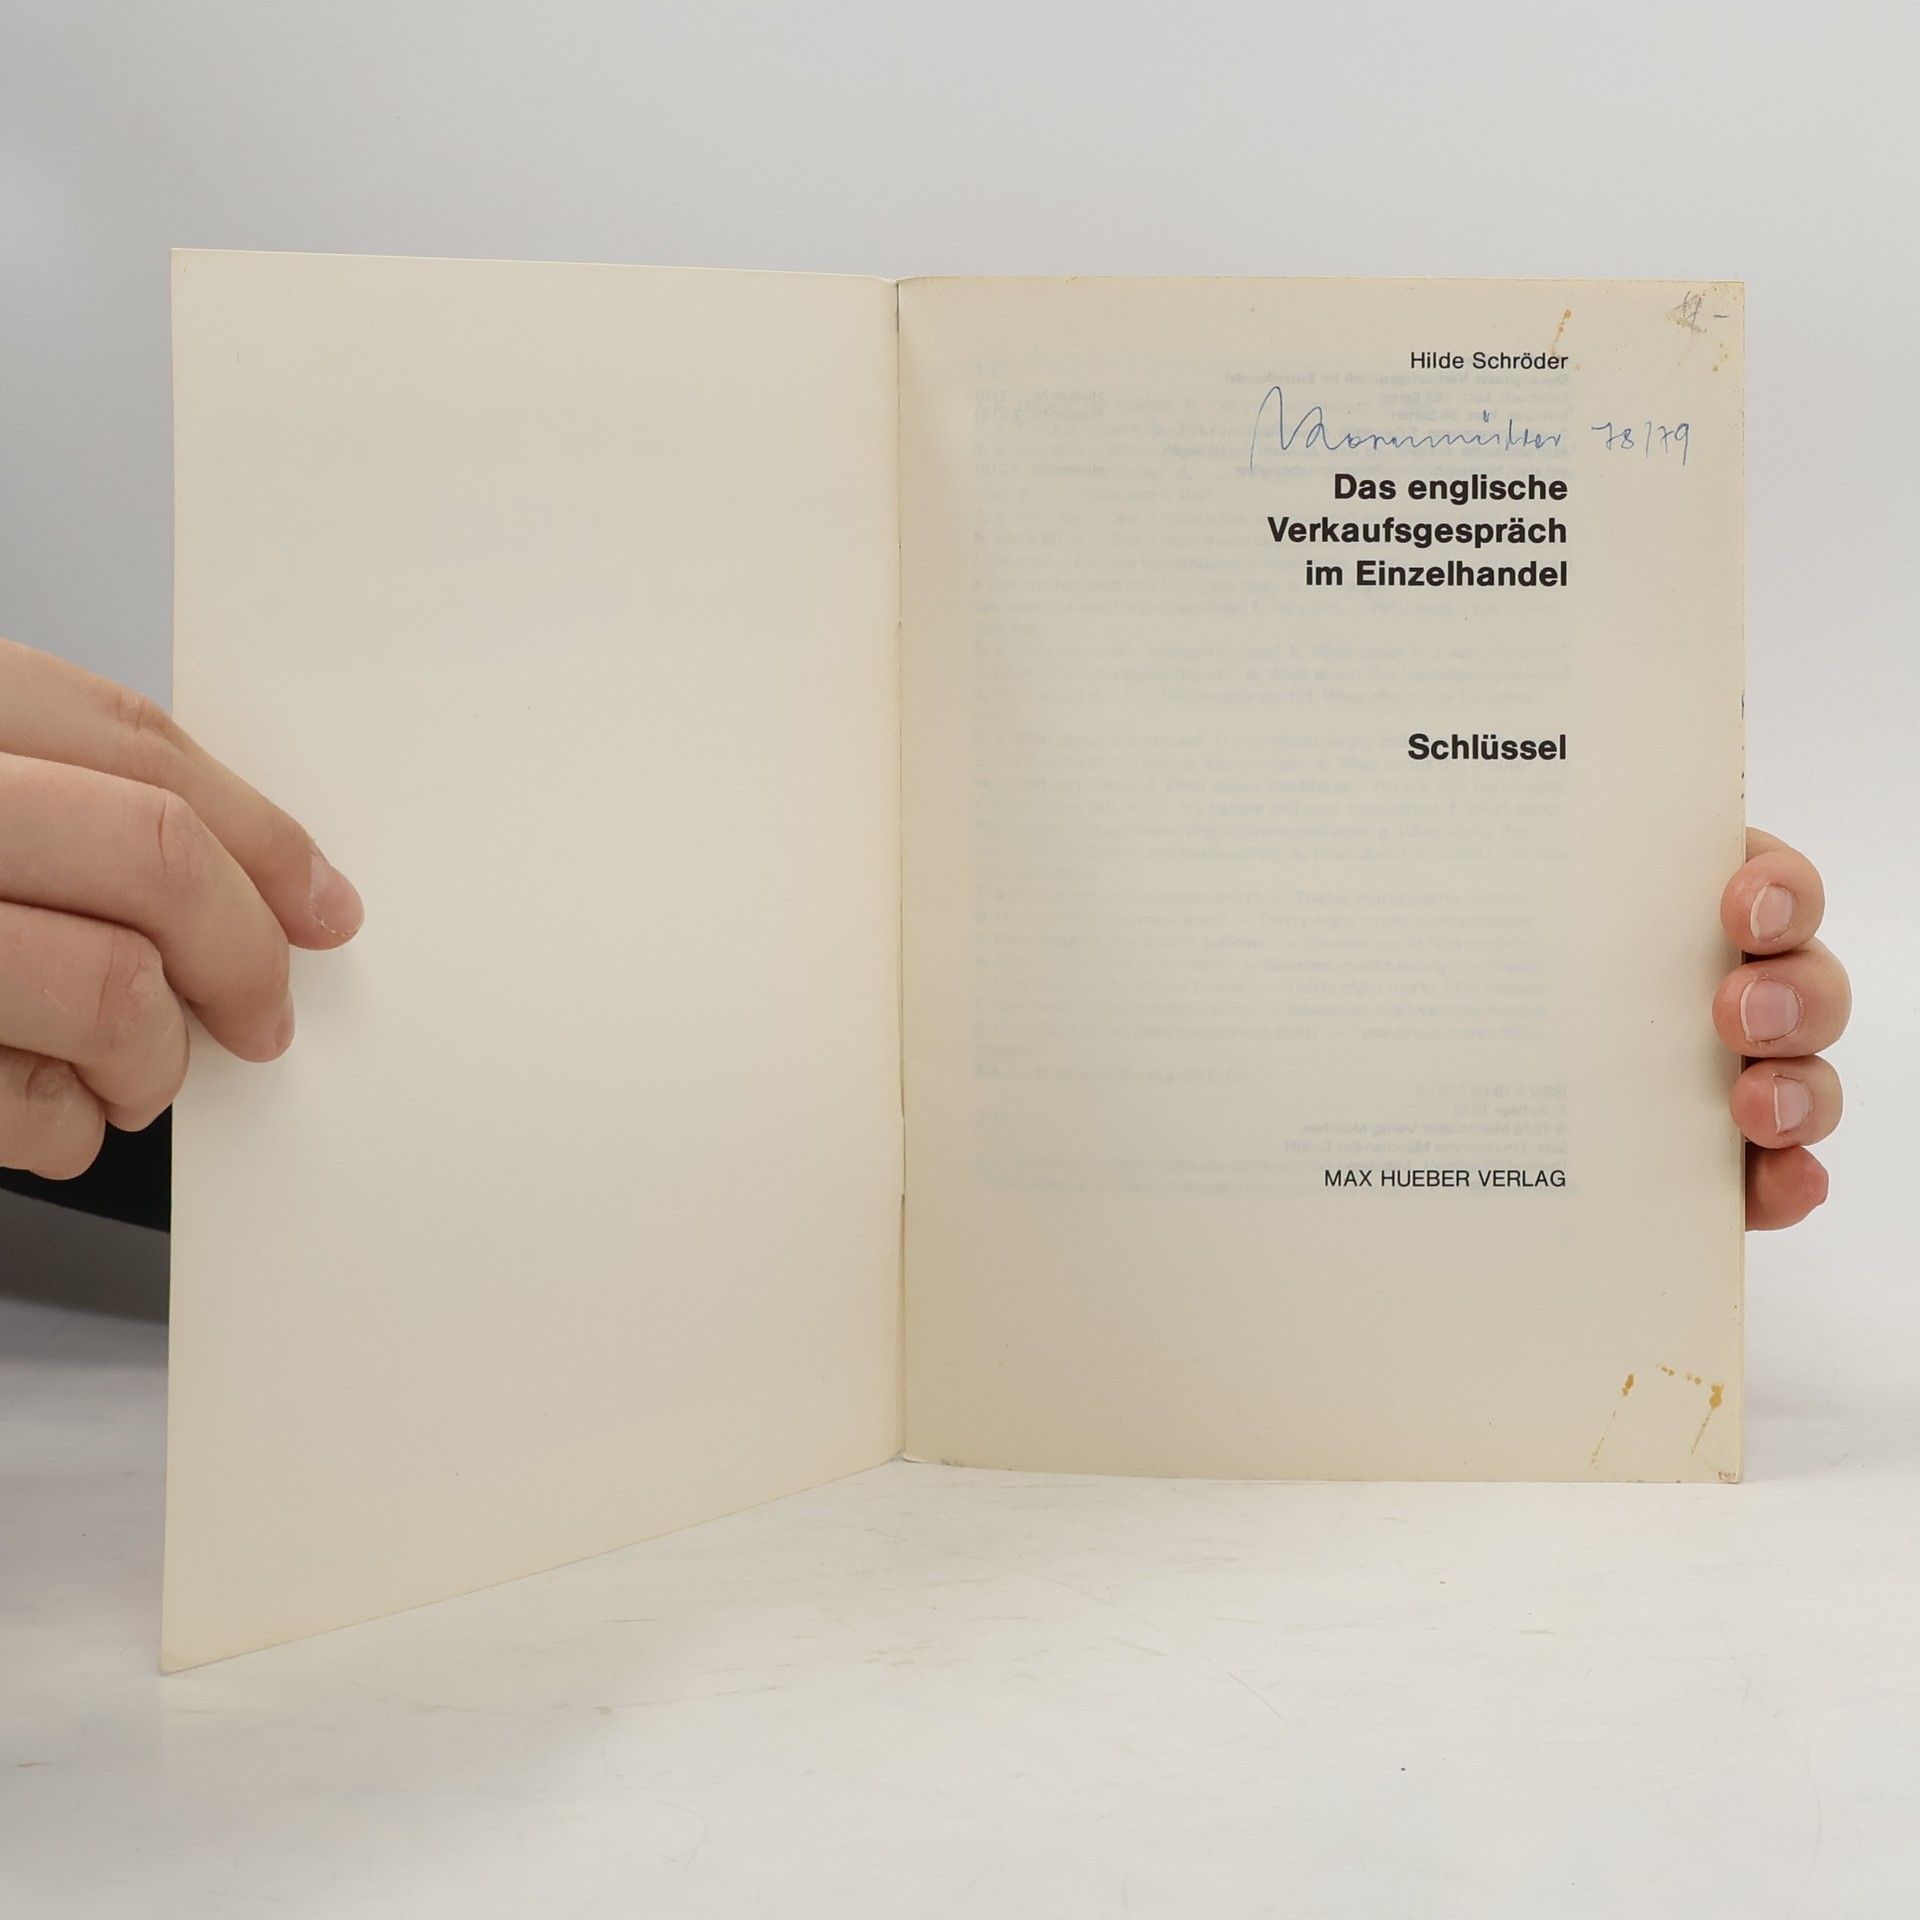 Hilde Schröder
78/79
Das englische
Verkaufsgespräch
im Einzelhandel
Schlüssel
MAX HUEBER VERLAG